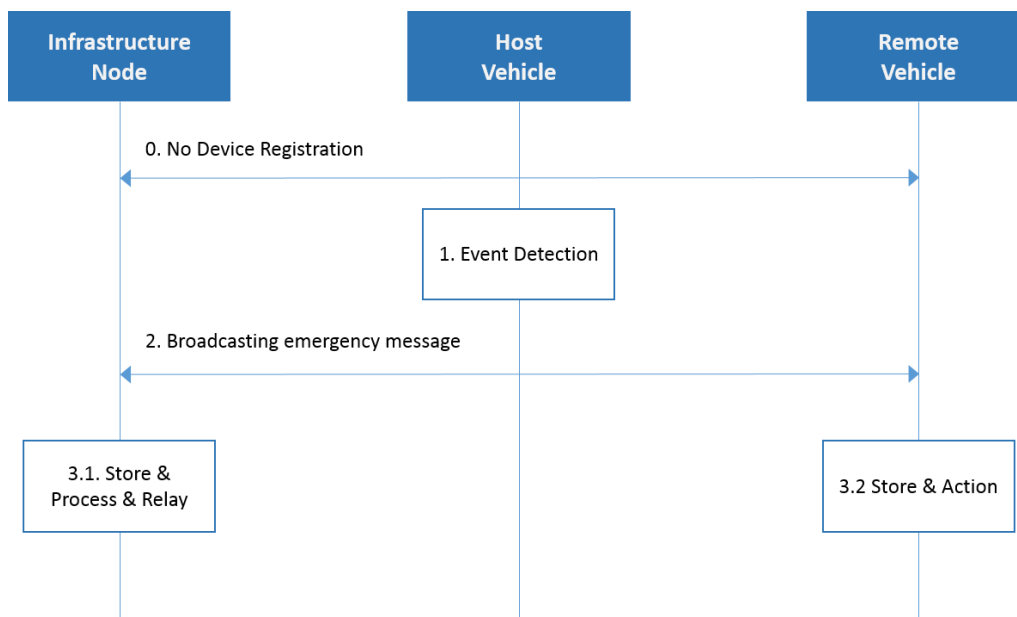 Infrastructure
Node
Host
Vehicle
Remote
Vehicle
0. No Device Registration
1. Event Detection
2. Broadcasting emergency message
3.1. Store &
Process & Relay
3.2 Store & Action